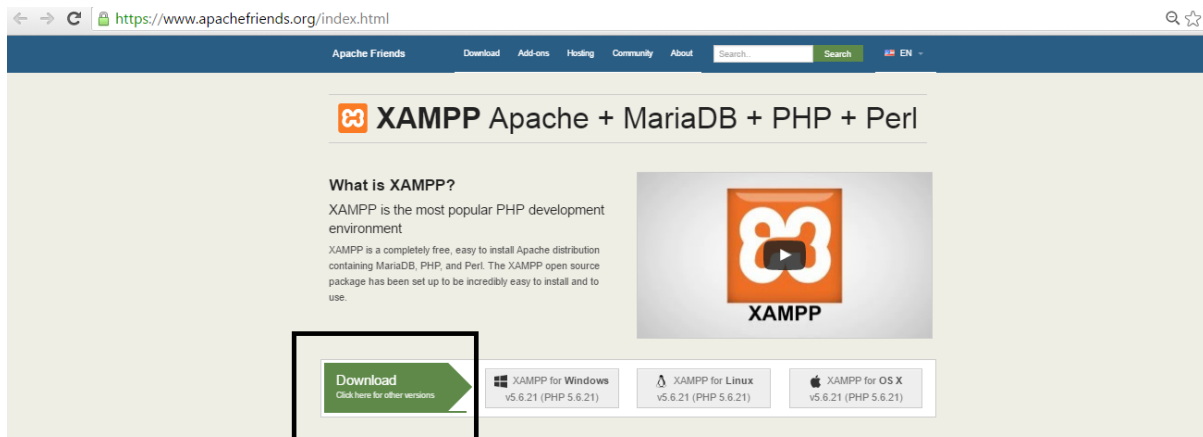 https://www.apachefriends.org/index.html
Apache Friends Download Add-ons Hosting Community About Search... Search EN
XAMPP Apache + MariaDB + PHP + Perl
What is XAMPP?
XAMPP is the most popular PHP development
environment
XAMPP is a completely free, easy to install Apache distribution
containing MariaDB, PHP, and Perl. The XAMPP open source
package has been set up to be incredibly easy to install and to
use.
XAMPP
Download
Click here for other versions
XAMPP for Windows
v5.6.21 (PHP 5.6.21)
XAMPP for Linux
v5.6.21 (PHP 5.6.21)
XAMPP for OS X
v5.6.21 (PHP 5.6.21)